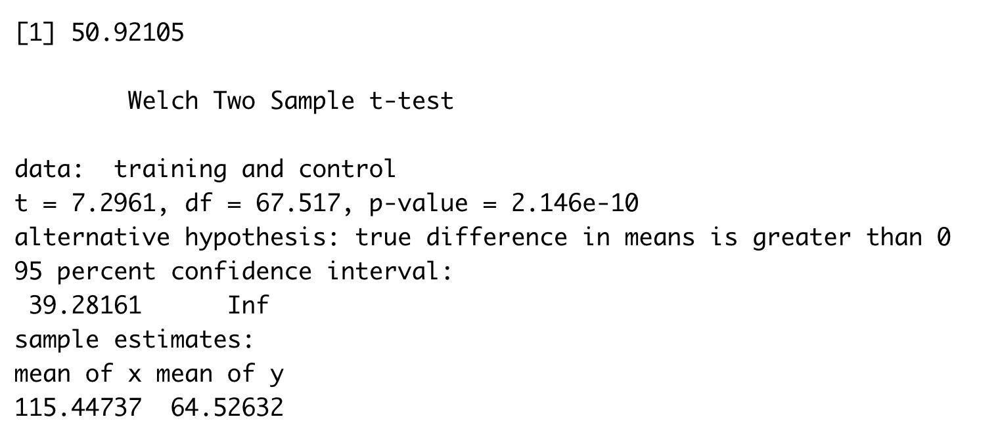 [1] 50.92105
Welch Two Sample t-test
data:  training and control
t = 7.2961, df = 67.517, p-value = 2.146e-10
alternative hypothesis: true difference in means is greater than 0
95 percent confidence interval:
 39.28161      Inf
sample estimates:
mean of x mean of y
115.44737  64.52632